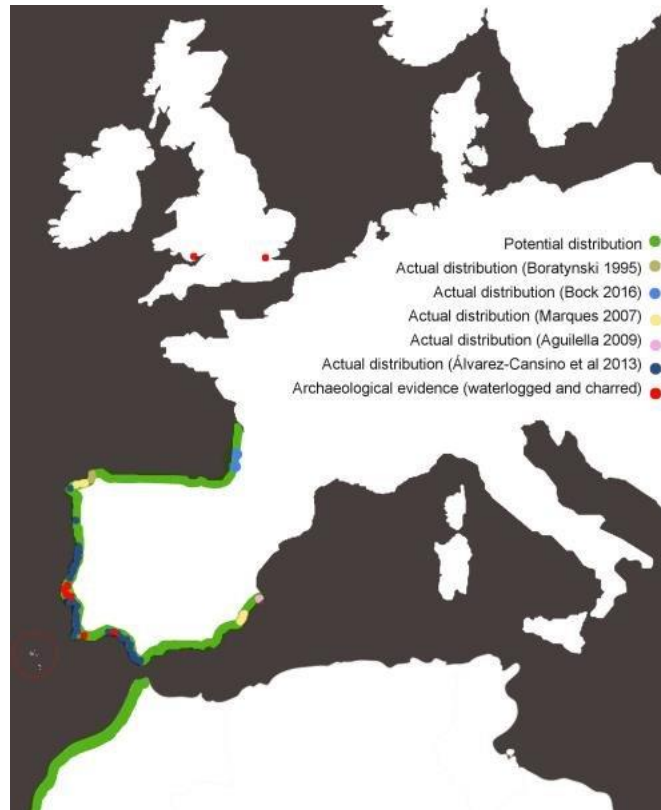 Potential distribution
Actual distribution (Boratynski 1995)
Actual distribution (Bock 2016)
Actual distribution (Marques 2007)
Actual distribution (Aguilella 2009)
Actual distribution (Álvarez-Cansino et al 2013)
Archaeological evidence (waterlogged and charred)